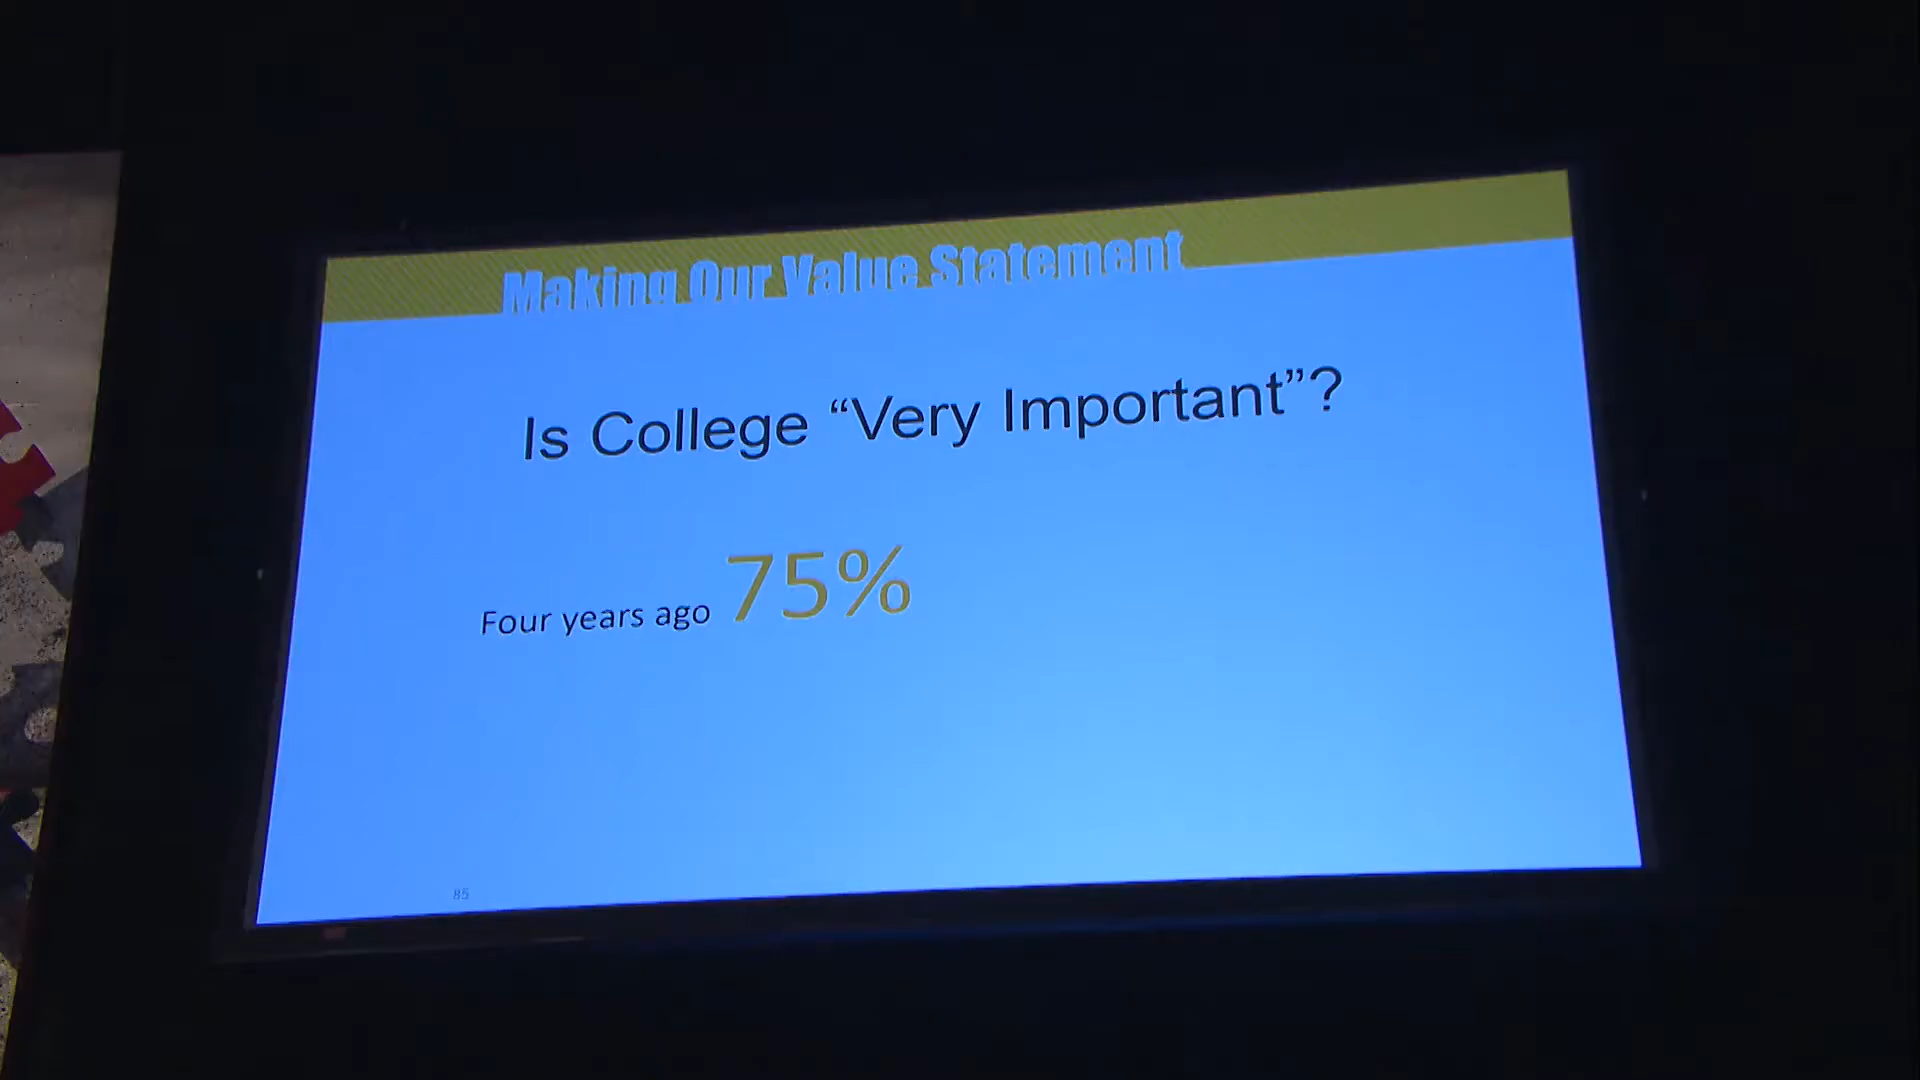 Making Our Value Statement
Is College “Very Important”?
Four years ago 75%
85